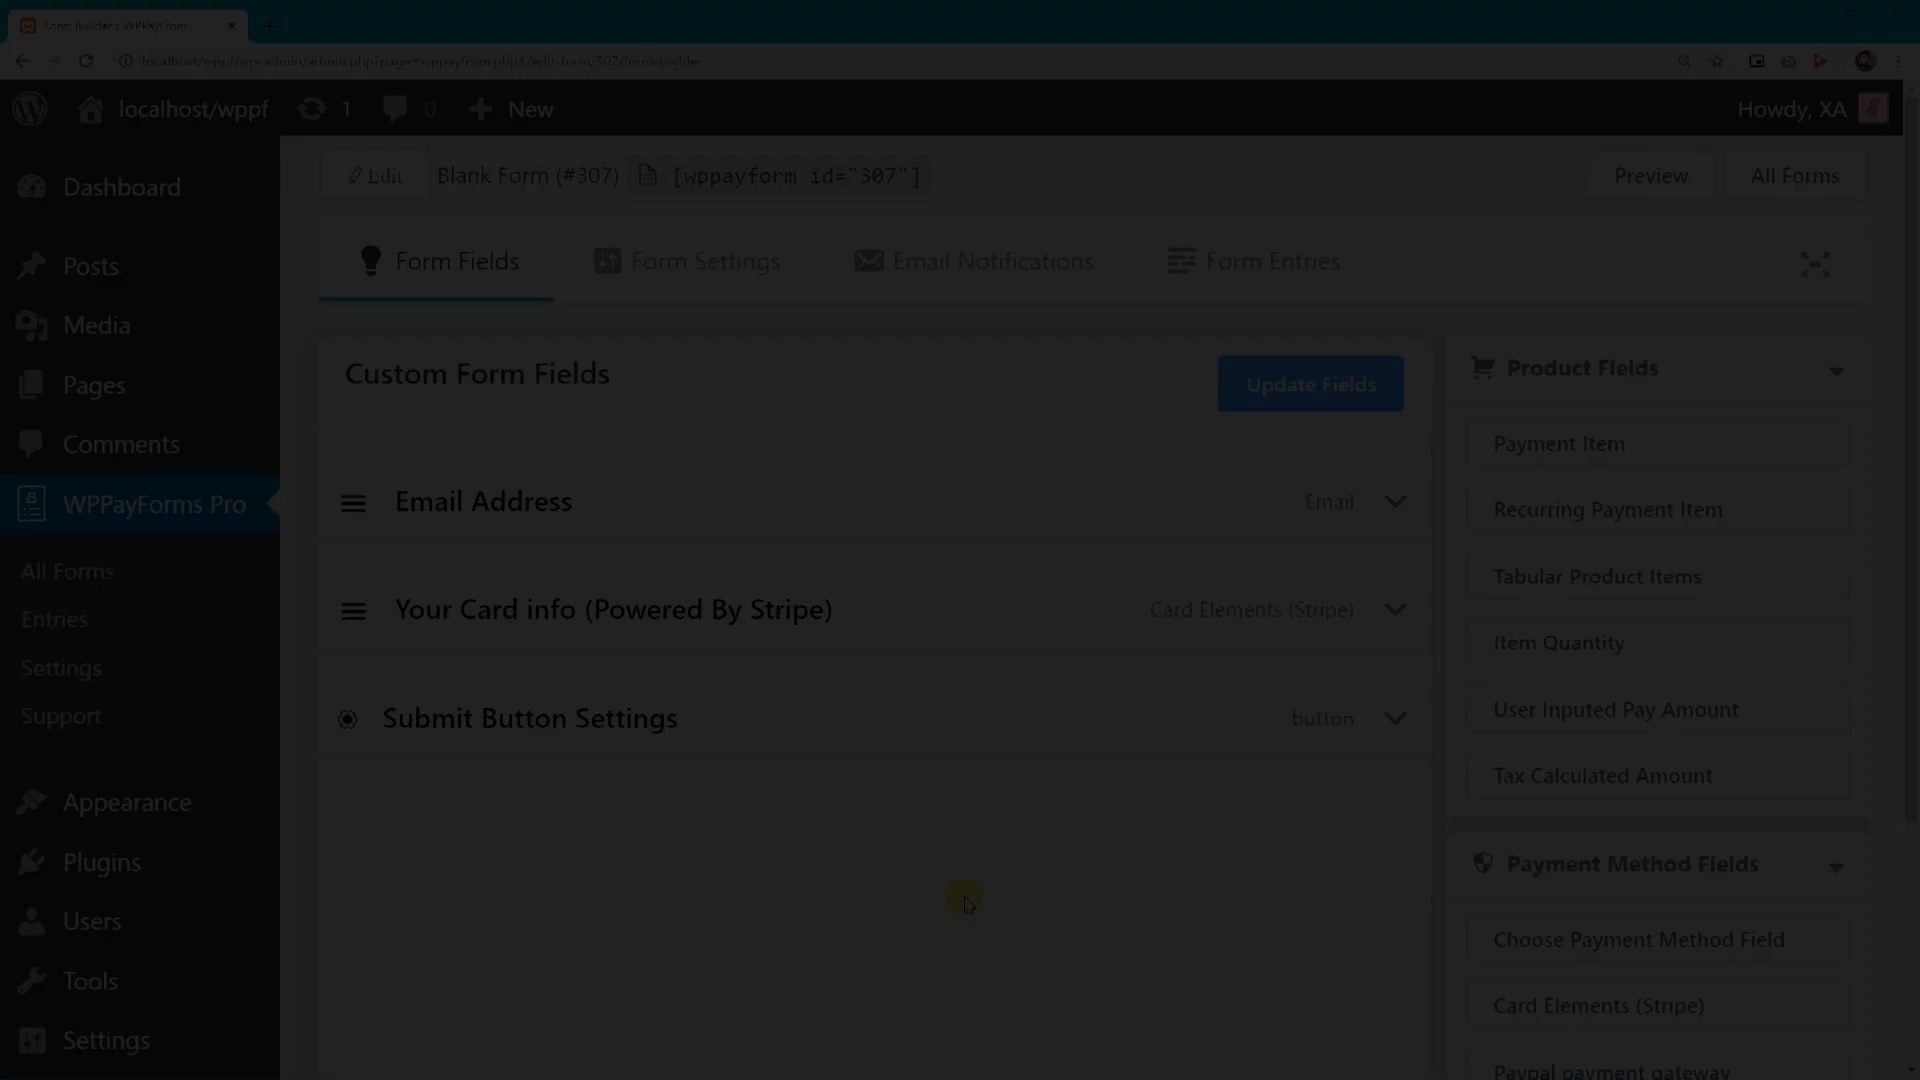 Form Builder > WPPayForms
localhost/wppf/wp-admin/admin.php?page=wppayform.php#/edit-form/307/form-builder
localhost/wppf 1 0 New Howdy, XA
Edit Blank Form (#307) [wppayform id="307"] Preview All Forms
Form Fields Form Settings Email Notifications Form Entries
Dashboard
Posts
Media
Pages
Comments
WPPayForms Pro
All Forms
Entries
Settings
Support
Appearance
Plugins
Users
Tools
Settings
Custom Form Fields Update Fields
Email Address Email
Your Card info (Powered By Stripe) Card Elements (Stripe)
Submit Button Settings button
Product Fields
Payment Item
Recurring Payment Item
Tabular Product Items
Item Quantity
User Inputed Pay Amount
Tax Calculated Amount
Payment Method Fields
Choose Payment Method Field
Card Elements (Stripe)
Paypal payment gateway